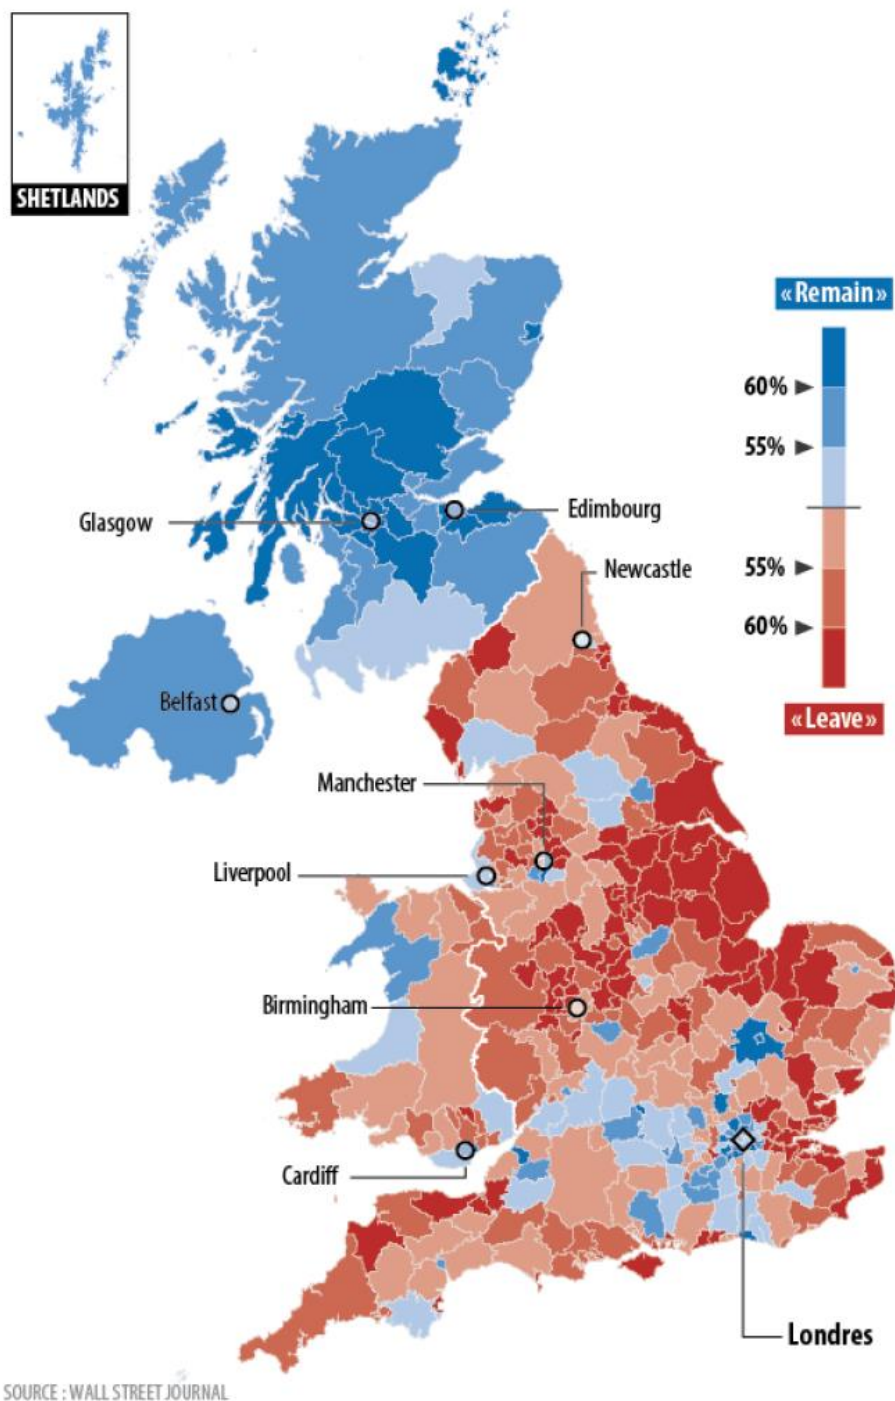 SHETLANDS
« Remain »
60%
55%
Glasgow
Edimbourg
Newcastle
55%
60%
Belfast
« Leave »
Manchester
Liverpool
Birmingham
Cardiff
Londres
SOURCE : WALL STREET JOURNAL